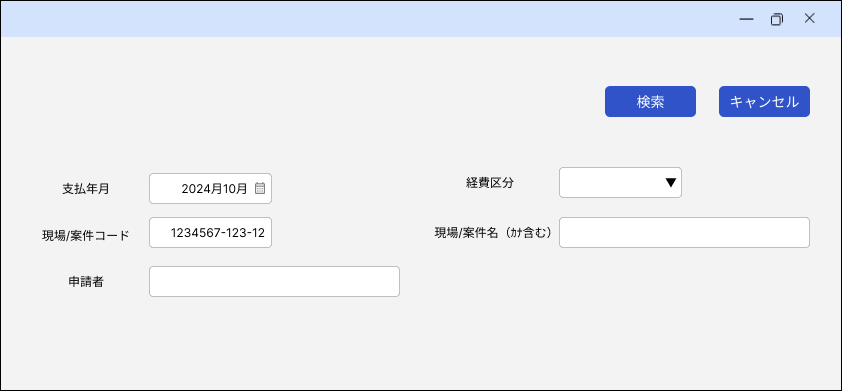 検索 キャンセル
支払年月 2024月10月 経費区分
現場/案件コード 1234567-123-12 現場/案件名（ｶﾅ含む）
申請者